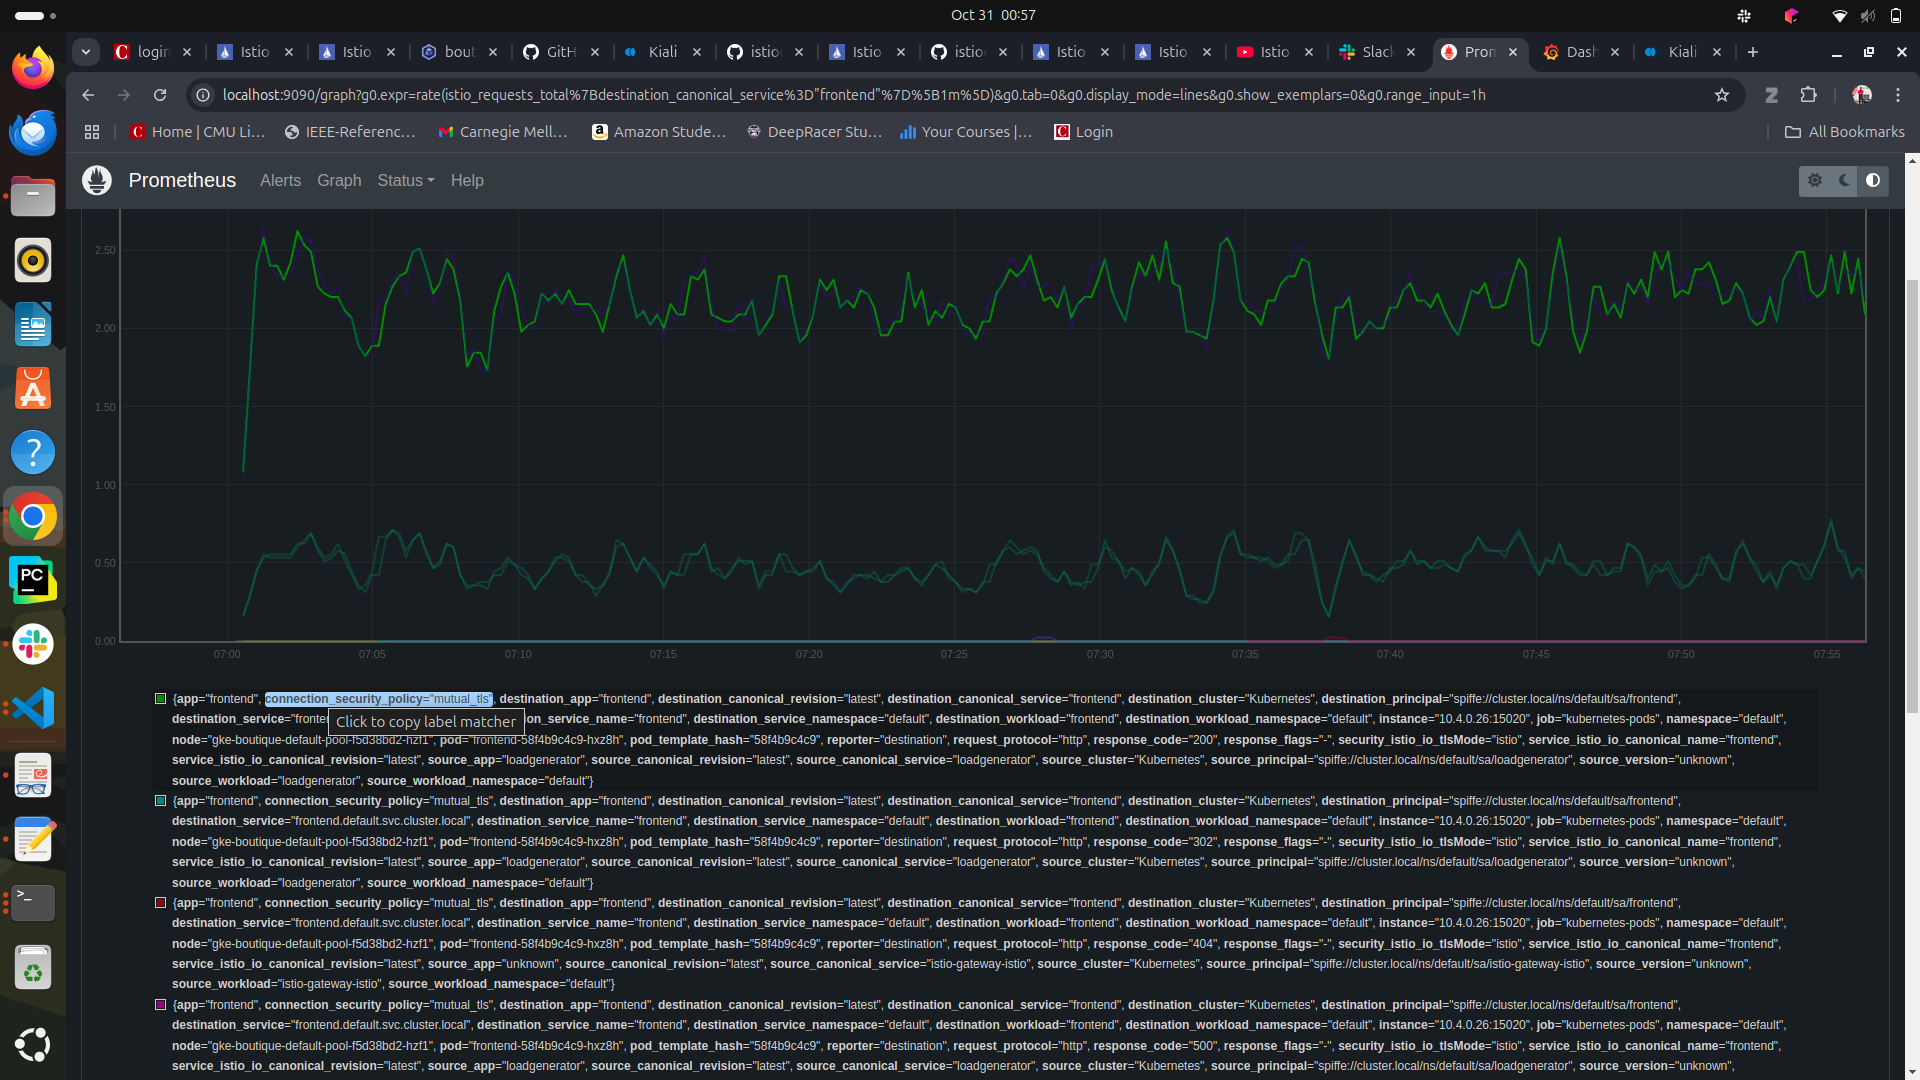 Oct 31 00:57
login
Istio
Istio
bout
GitH
Kiali
istio
Istio
istio
Istio
Istio
Istio
Slack
Pron
Dash
Kiali
localhost:9090/graph?g0.expr=rate(istio_requests_total%7Bdestination_canonical_service%3D"frontend"%7D%5B1m%5D)&g0.tab=0&g0.display_mode=lines&g0.show_exemplars=0&g0.range_input=1h
Home | CMU Li...
IEEE-Referenc...
Carnegie Mell...
Amazon Stude...
DeepRacer Stu...
Your Courses |...
Login
All Bookmarks
Prometheus Alerts Graph Status Help
2.50
2.00
1.50
1.00
0.50
0.00
07:00 07:05 07:10 07:15 07:20 07:25 07:30 07:35 07:40 07:45 07:50 07:55
{app="frontend", connection_security_policy="mutual_tls", destination_app="frontend", destination_canonical_revision="latest", destination_canonical_service="frontend", destination_cluster="Kubernetes", destination_principal="spiffe://cluster.local/ns/default/sa/frontend",
destination_service="fronten Click to copy label matcher on_service_name="frontend", destination_service_namespace="default", destination_workload="frontend", destination_workload_namespace="default", instance="10.4.0.26:15020", job="kubernetes-pods", namespace="default",
node="gke-boutique-default-pool-f5d38bd2-hzf1", pod="frontend-58f4b9c4c9-hxz8h", pod_template_hash="58f4b9c4c9", reporter="destination", request_protocol="http", response_code="200", response_flags="-", security_istio_io_tlsMode="istio", service_istio_io_canonical_name="frontend",
service_istio_io_canonical_revision="latest", source_app="loadgenerator", source_canonical_revision="latest", source_canonical_service="loadgenerator", source_cluster="Kubernetes", source_principal="spiffe://cluster.local/ns/default/sa/loadgenerator", source_version="unknown",
source_workload="loadgenerator", source_workload_namespace="default"}
{app="frontend", connection_security_policy="mutual_tls", destination_app="frontend", destination_canonical_revision="latest", destination_canonical_service="frontend", destination_cluster="Kubernetes", destination_principal="spiffe://cluster.local/ns/default/sa/frontend",
destination_service="frontend.default.svc.cluster.local", destination_service_name="frontend", destination_service_namespace="default", destination_workload="frontend", destination_workload_namespace="default", instance="10.4.0.26:15020", job="kubernetes-pods", namespace="default",
node="gke-boutique-default-pool-f5d38bd2-hzf1", pod="frontend-58f4b9c4c9-hxz8h", pod_template_hash="58f4b9c4c9", reporter="destination", request_protocol="http", response_code="302", response_flags="-", security_istio_io_tlsMode="istio", service_istio_io_canonical_name="frontend",
service_istio_io_canonical_revision="latest", source_app="loadgenerator", source_canonical_revision="latest", source_canonical_service="loadgenerator", source_cluster="Kubernetes", source_principal="spiffe://cluster.local/ns/default/sa/loadgenerator", source_version="unknown",
source_workload="loadgenerator", source_workload_namespace="default"}
{app="frontend", connection_security_policy="mutual_tls", destination_app="frontend", destination_canonical_revision="latest", destination_canonical_service="frontend", destination_cluster="Kubernetes", destination_principal="spiffe://cluster.local/ns/default/sa/frontend",
destination_service="frontend.default.svc.cluster.local", destination_service_name="frontend", destination_service_namespace="default", destination_workload="frontend", destination_workload_namespace="default", instance="10.4.0.26:15020", job="kubernetes-pods", namespace="default",
node="gke-boutique-default-pool-f5d38bd2-hzf1", pod="frontend-58f4b9c4c9-hxz8h", pod_template_hash="58f4b9c4c9", reporter="destination", request_protocol="http", response_code="404", response_flags="-", security_istio_io_tlsMode="istio", service_istio_io_canonical_name="frontend",
service_istio_io_canonical_revision="latest", source_app="unknown", source_canonical_revision="latest", source_canonical_service="istio-gateway-istio", source_cluster="Kubernetes", source_principal="spiffe://cluster.local/ns/default/sa/istio-gateway-istio", source_version="unknown",
source_workload="istio-gateway-istio", source_workload_namespace="default"}
{app="frontend", connection_security_policy="mutual_tls", destination_app="frontend", destination_canonical_revision="latest", destination_canonical_service="frontend", destination_cluster="Kubernetes", destination_principal="spiffe://cluster.local/ns/default/sa/frontend",
destination_service="frontend.default.svc.cluster.local", destination_service_name="frontend", destination_service_namespace="default", destination_workload="frontend", destination_workload_namespace="default", instance="10.4.0.26:15020", job="kubernetes-pods", namespace="default",
node="gke-boutique-default-pool-f5d38bd2-hzf1", pod="frontend-58f4b9c4c9-hxz8h", pod_template_hash="58f4b9c4c9", reporter="destination", request_protocol="http", response_code="500", response_flags="-", security_istio_io_tlsMode="istio", service_istio_io_canonical_name="frontend",
service_istio_io_canonical_revision="latest", source_app="loadgenerator", source_canonical_revision="latest", source_canonical_service="loadgenerator", source_cluster="Kubernetes", source_principal="spiffe://cluster.local/ns/default/sa/loadgenerator", source_version="unknown",